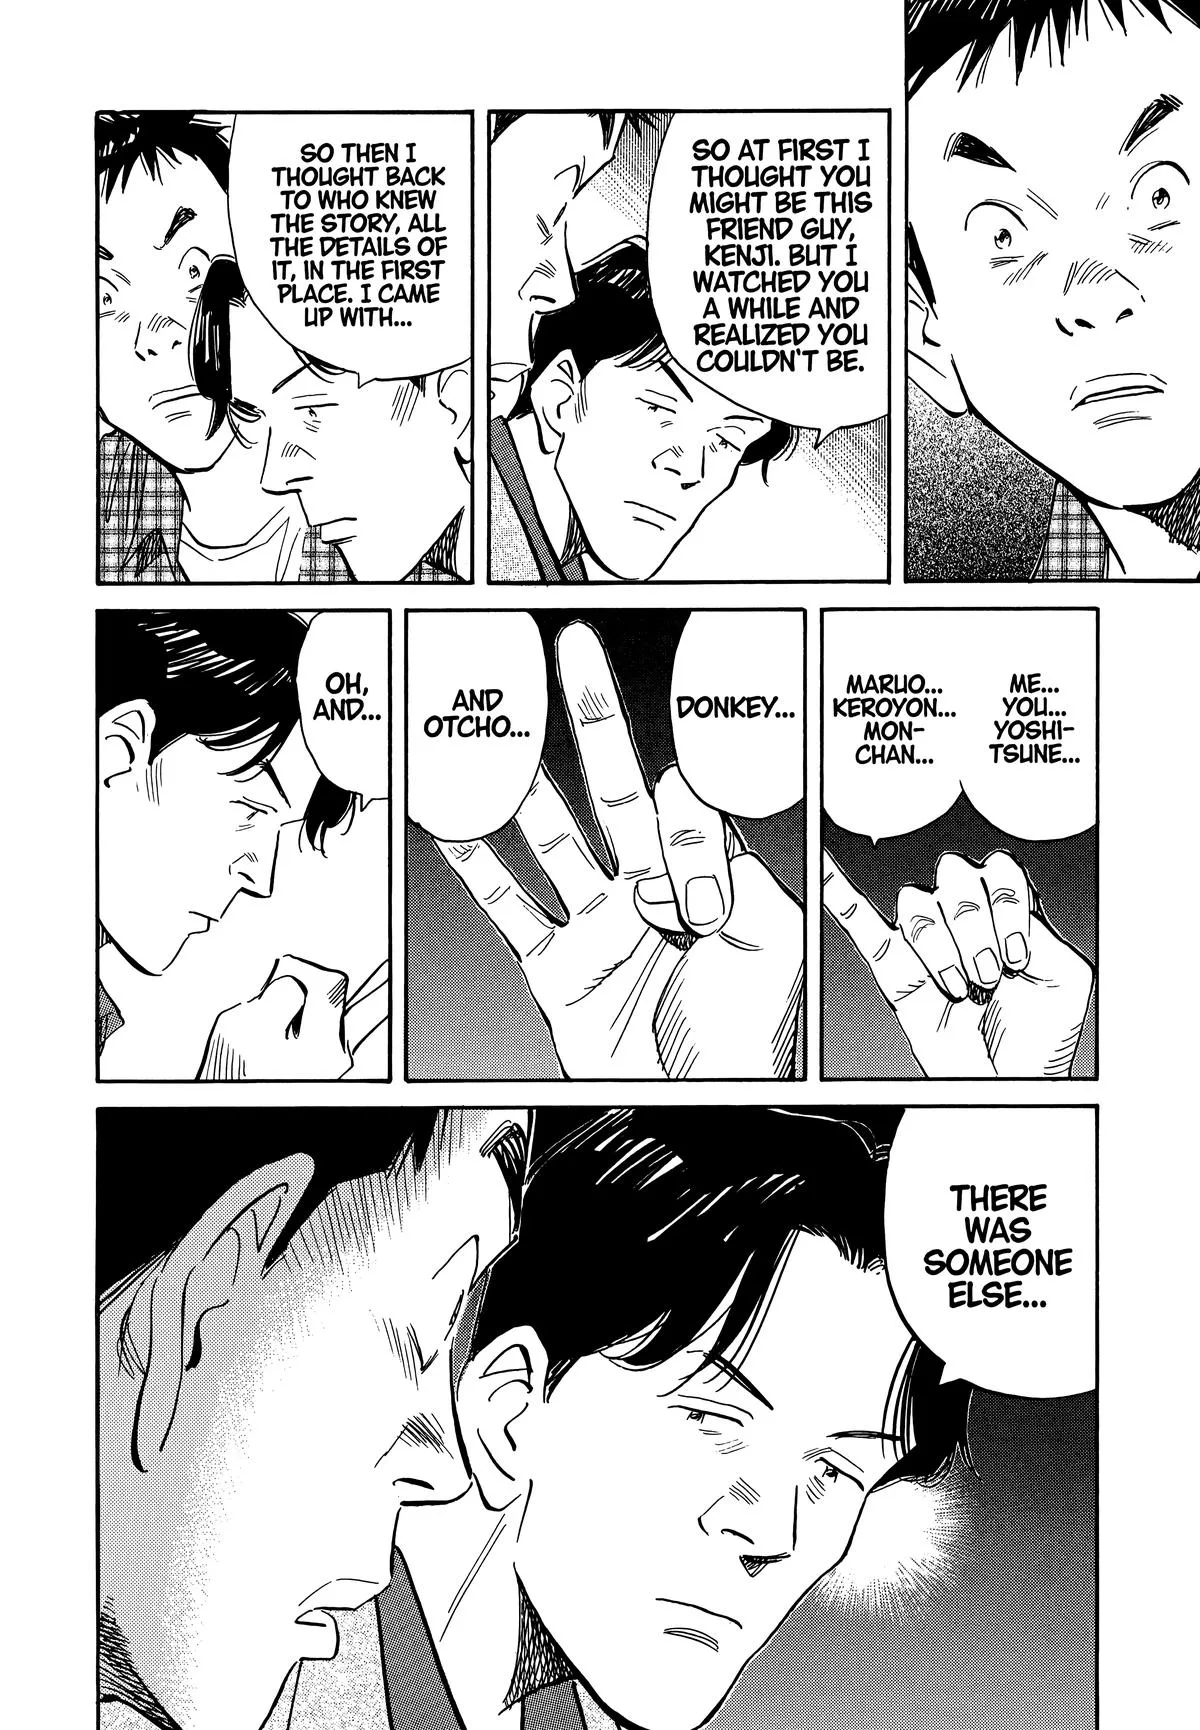 SO AT FIRST I
THOUGHT YOU
MIGHT BE THIS
FRIEND GUY,
KENJI. BUT I
WATCHED YOU
A WHILE AND
REALIZED YOU
COULDN'T BE.
SO THEN I
THOUGHT BACK
TO WHO KNEW
THE STORY, ALL
THE DETAILS OF
IT, IN THE FIRST
PLACE. I CAME
UP WITH...
ME...
YOU...
YOSHI-
TSUNE...
MARUO...
KEROYON...
MON-
CHAN...
DONKEY...
AND
OTCHO...
OH,
AND...
THERE
WAS
SOMEONE
ELSE...